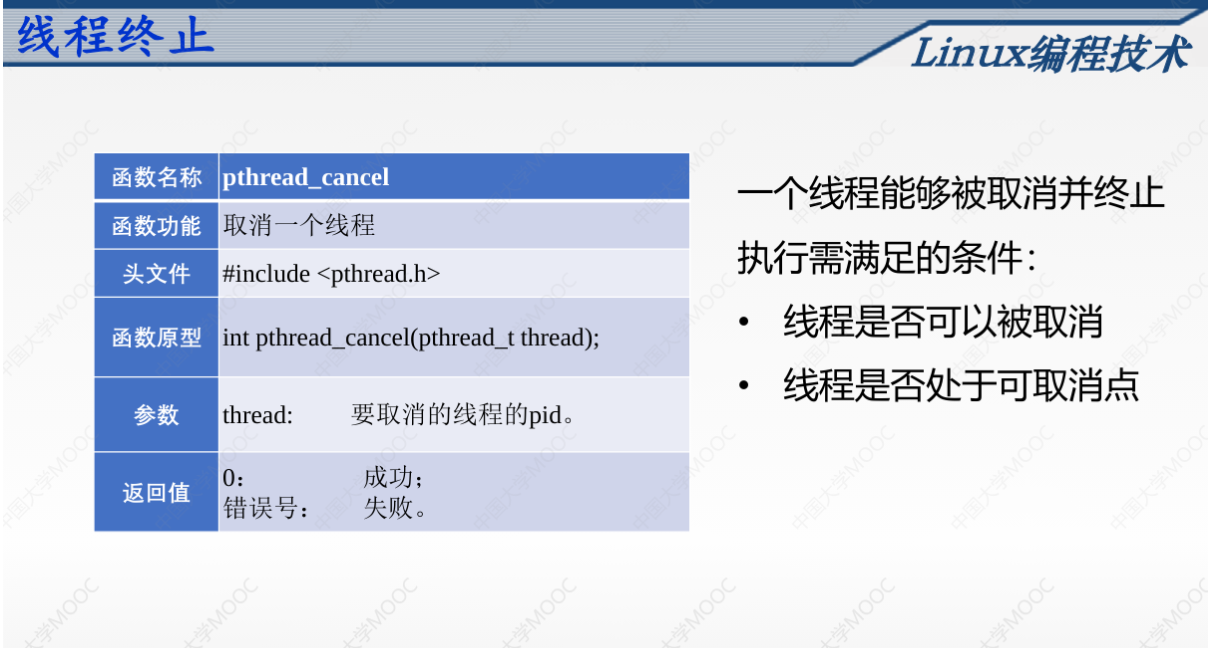 线程终止
Linux编程技术
函数名称 pthread_cancel
函数功能 取消一个线程
头文件 #include <pthread.h>
函数原型 int pthread_cancel(pthread_t thread);
参数 thread: 要取消的线程的pid。
返回值
0: 成功;
错误号: 失败。
一个线程能够被取消并终止
执行需满足的条件:
• 线程是否可以被取消
• 线程是否处于可取消点
中国大学MOOC